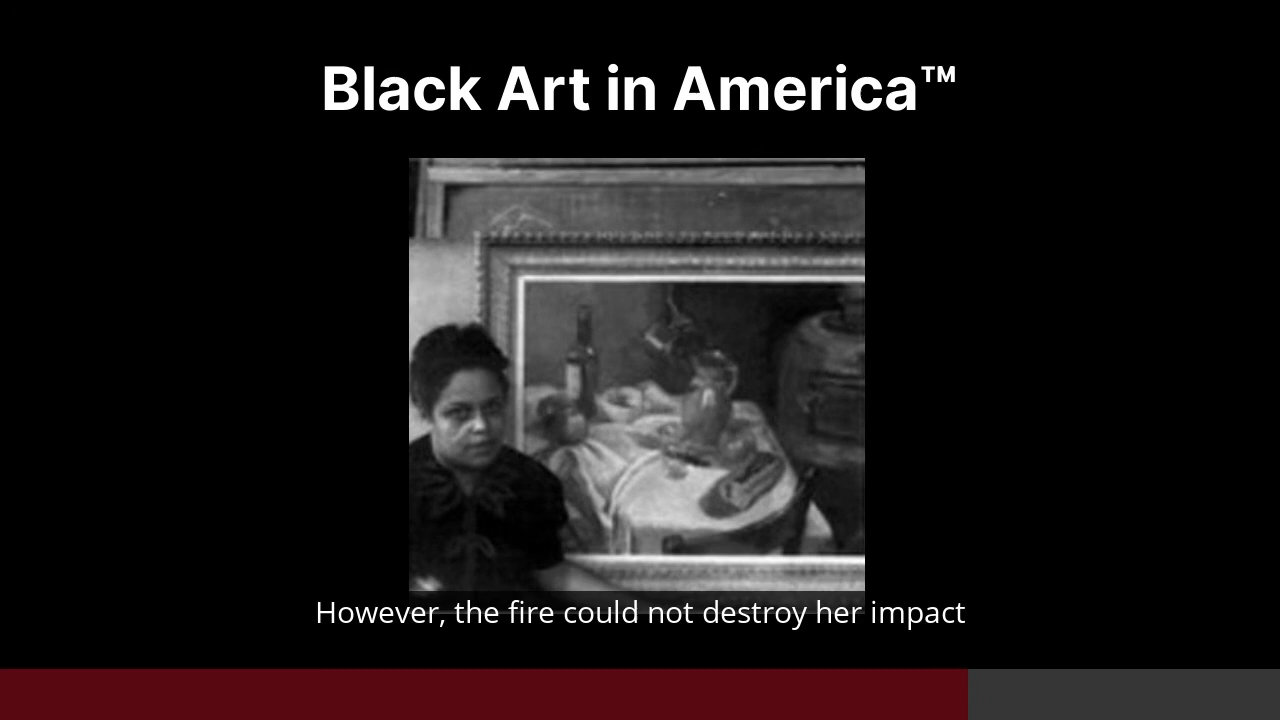 Black Art in America™
However, the fire could not destroy her impact